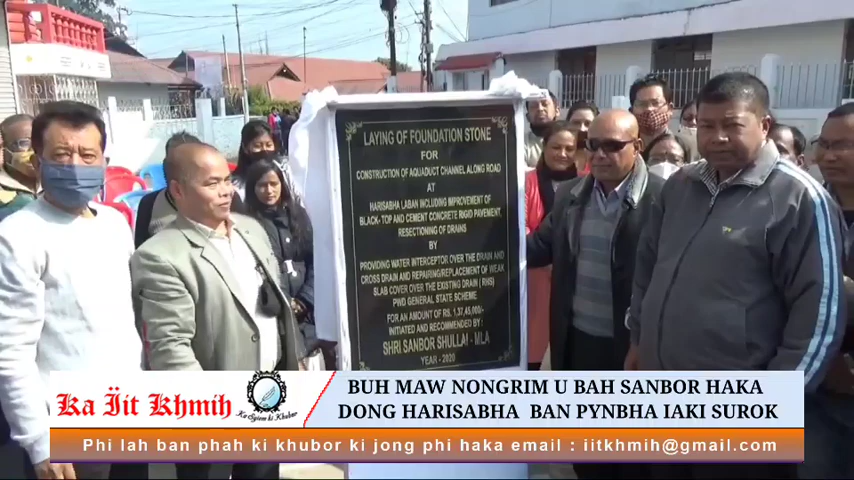 LAYING OF FOUNDATION STONE
FOR
CONSTRUCTION OF AQUADUCT CHANNEL ALONG ROAD
AT
HARISABHA LABAN INCLUDING IMPROVEMENT OF
BLACK-TOP AND CEMENT CONCRETE RIGID PAVEMENT,
RESECTIONING OF DRAINS
BY
PROVIDING WATER INTERCEPTOR OVER THE DRAIN AND
CROSS DRAIN AND REPAIRING/REPLACEMENT OF WEAK
SLAB COVER OVER THE EXISTING DRAIN (RHS)
PWD GENERAL STATE SCHEME
FOR AN AMOUNT OF RS. 1,37,45,000/-
INITIATED AND RECOMMENDED BY:
SHRI SANBOR SHULLAI - MLA
YEAR - 2020
Ka Ïit Khmih
Ka Syiem ki Khubor
BUH MAW NONGRIM U BAH SANBOR HAKA
DONG HARISABHA BAN PYNBHA IAKI SUROK
Phi lah ban phah ki khubor ki jong phi haka email : iitkhmih@gmail.com